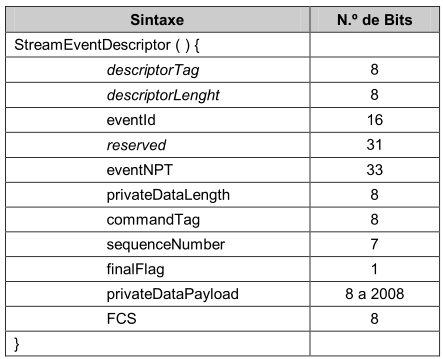 Sintaxe N.º de Bits
StreamEventDescriptor ( ) {
descriptorTag 8
descriptorLenght 8
eventId 16
reserved 31
eventNPT 33
privateDataLength 8
commandTag 8
sequenceNumber 7
finalFlag 1
privateDataPayload 8 a 2008
FCS 8
}